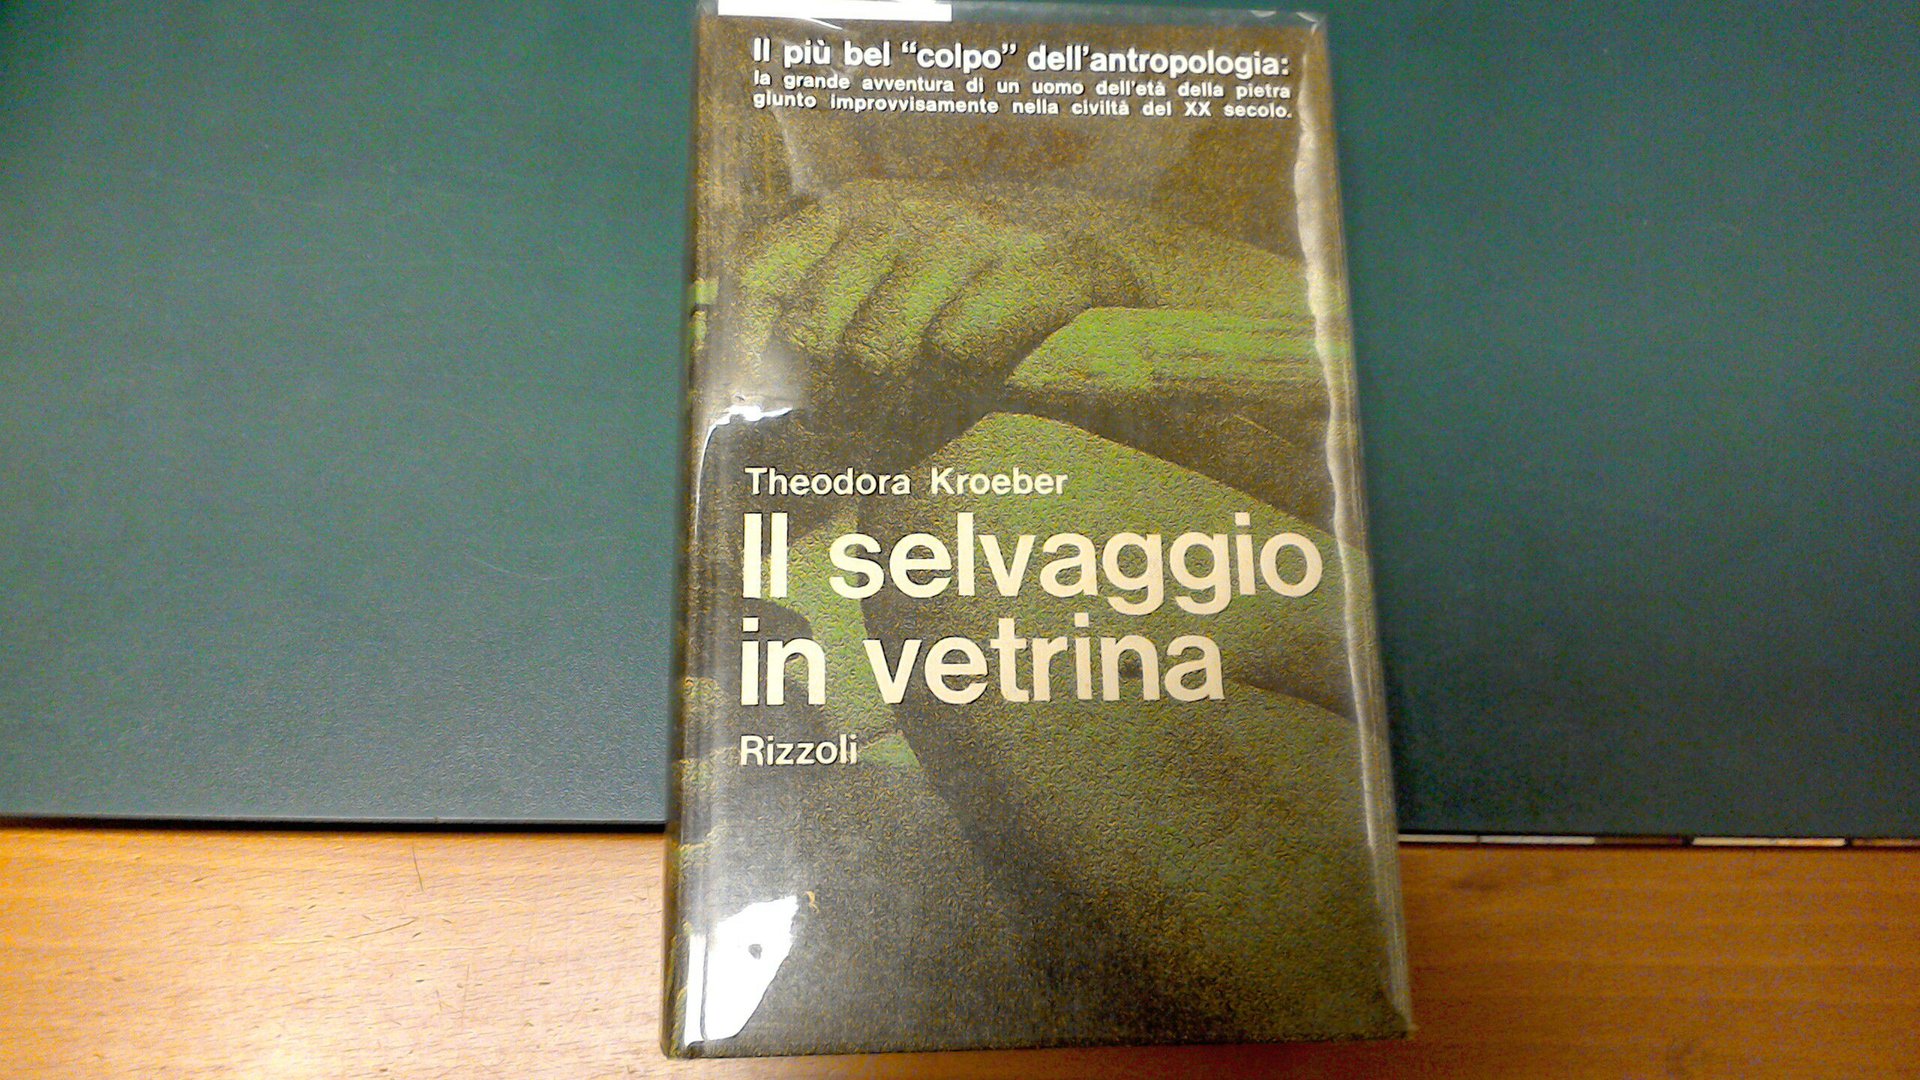 Il più bel “colpo” dell’antropologia:
la grande avventura di un uomo dell’età della pietra
giunto improvvisamente nella civiltà del XX secolo.
Theodora Kroeber
Il selvaggio
in vetrina
Rizzoli